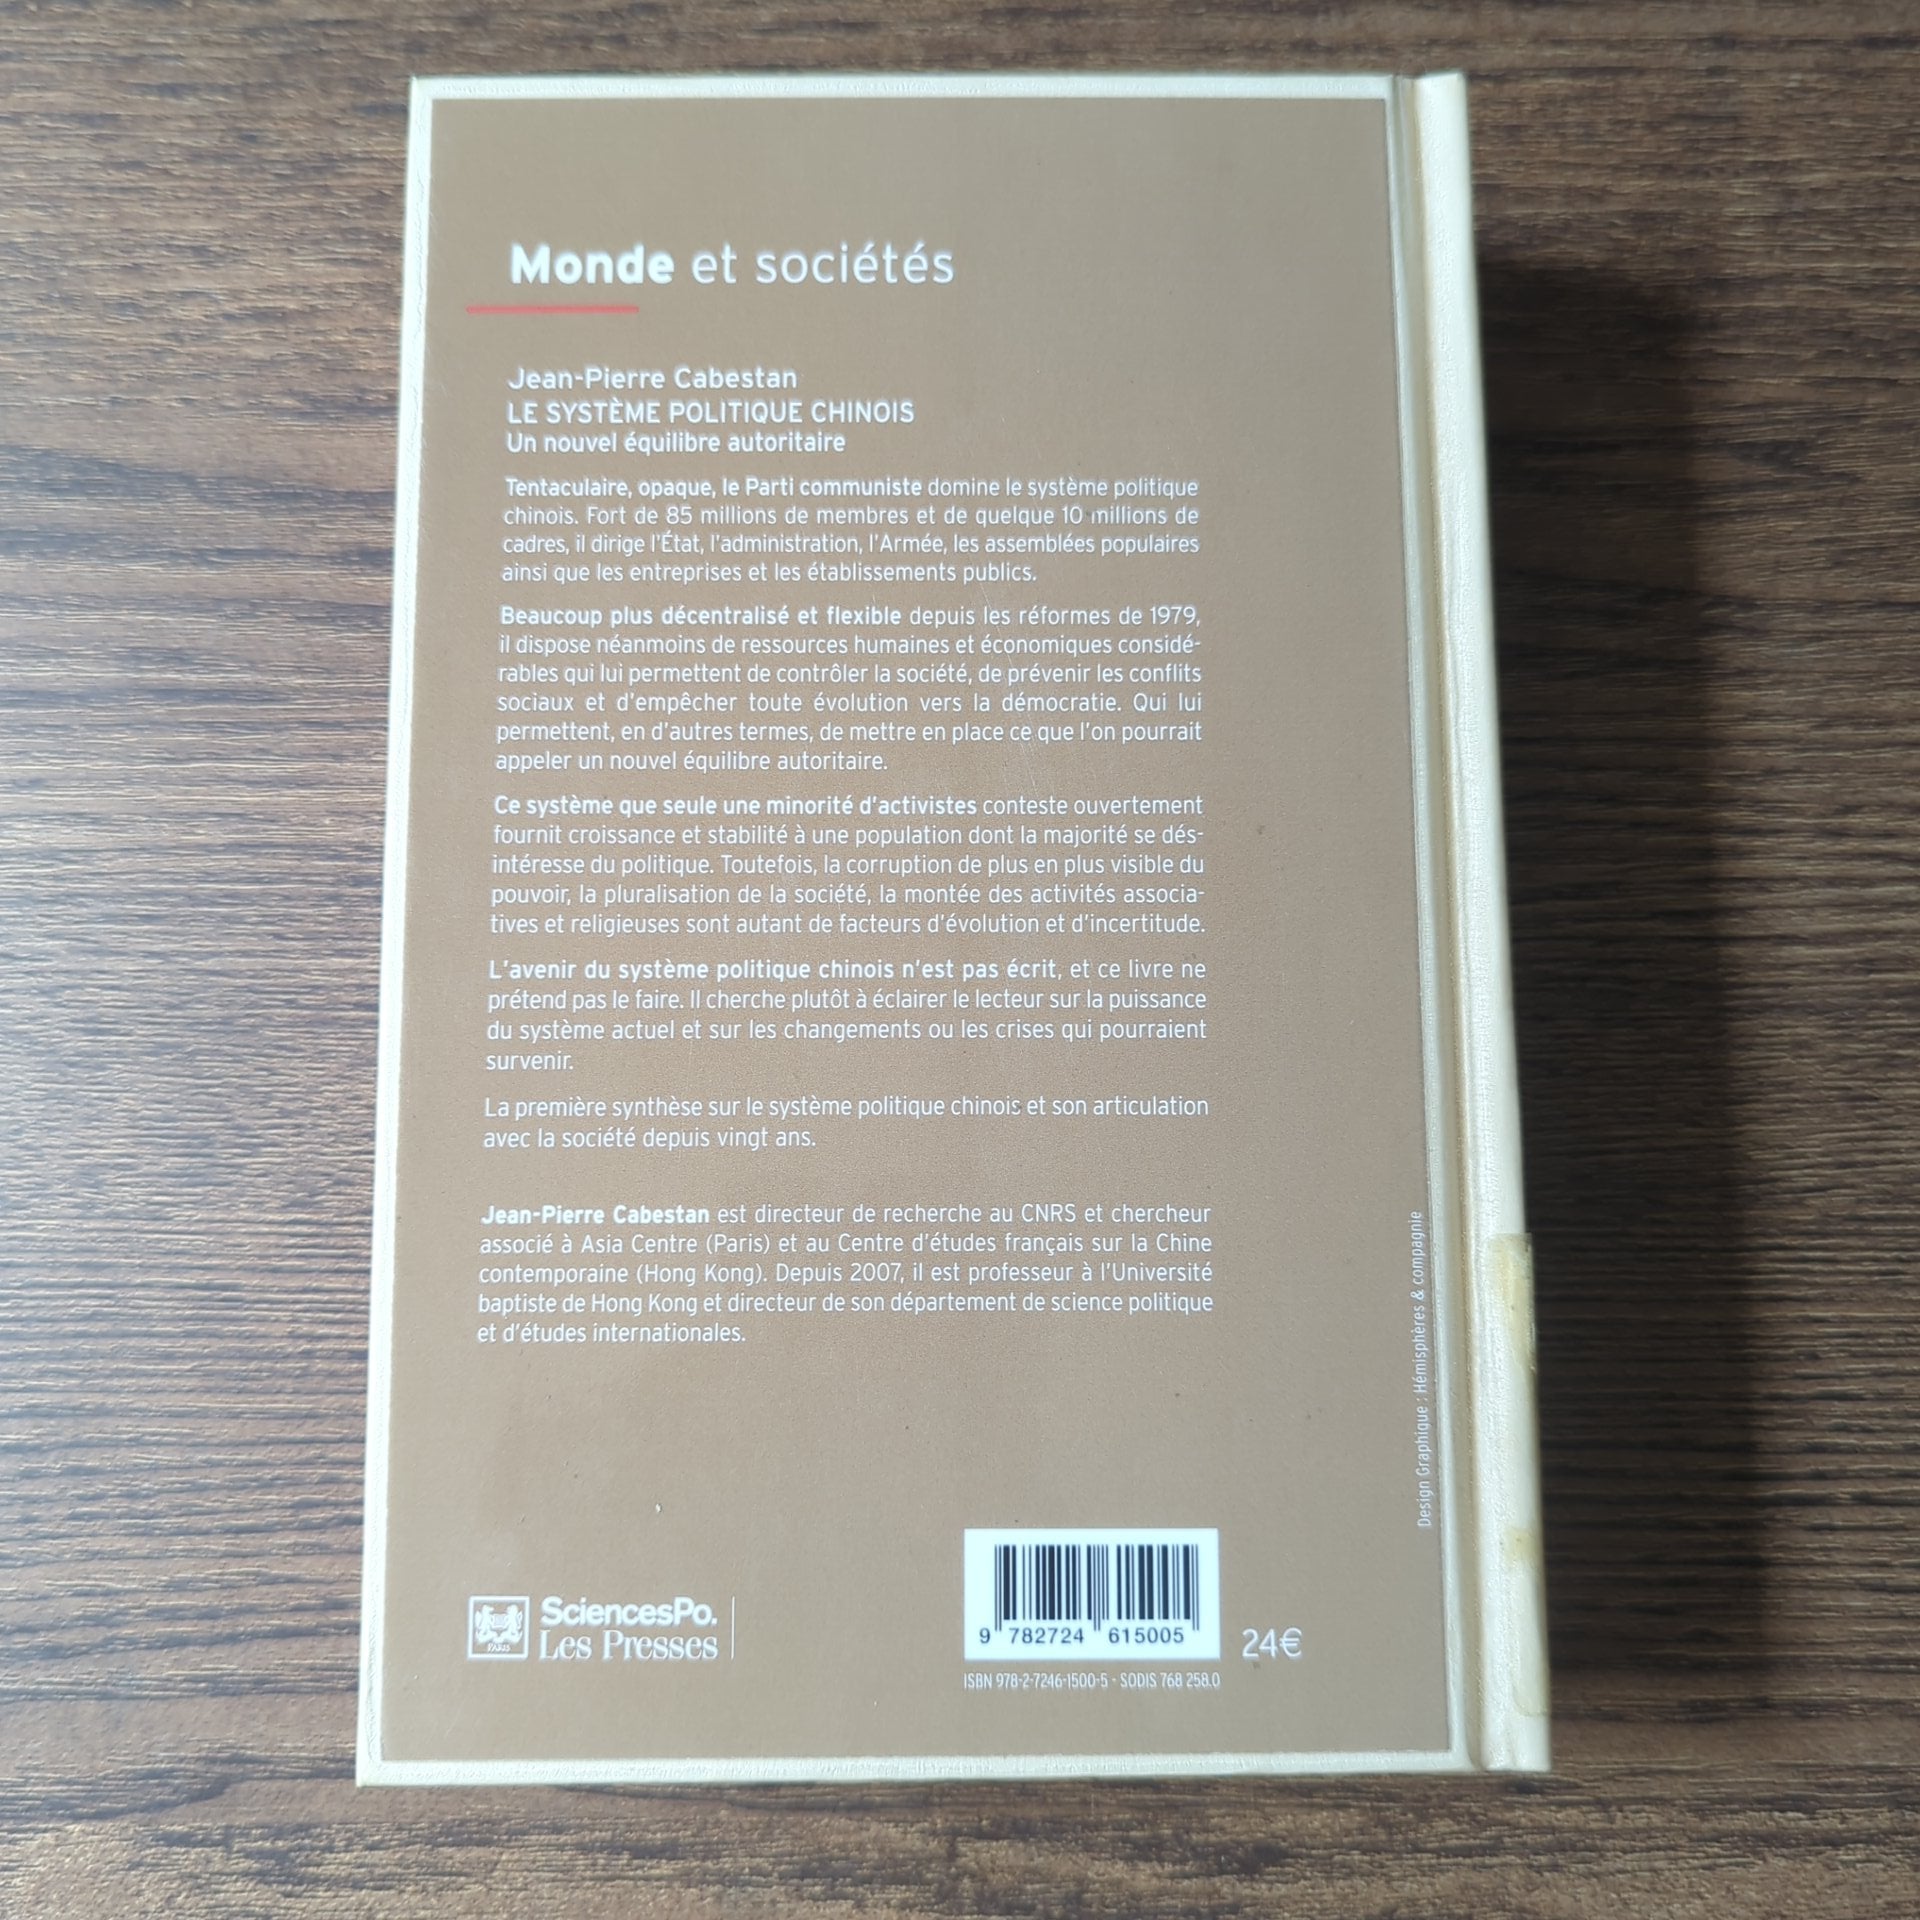 Monde et sociétés
Jean-Pierre Cabestan
LE SYSTÈME POLITIQUE CHINOIS
Un nouvel équilibre autoritaire
Tentaculaire, opaque, le Parti communiste domine le système politique
chinois. Fort de 85 millions de membres et de quelque 10 millions de
cadres, il dirige l'État, l'administration, l'Armée, les assemblées populaires
ainsi que les entreprises et les établissements publics.
Beaucoup plus décentralisé et flexible depuis les réformes de 1979,
il dispose néanmoins de ressources humaines et économiques considé-
rables qui lui permettent de contrôler la société, de prévenir les conflits
sociaux et d'empêcher toute évolution vers la démocratie. Qui lui
permettent, en d'autres termes, de mettre en place ce que l'on pourrait
appeler un nouvel équilibre autoritaire.
Ce système que seule une minorité d'activistes conteste ouvertement
fournit croissance et stabilité à une population dont la majorité se dés-
intéresse du politique. Toutefois, la corruption de plus en plus visible du
pouvoir, la pluralisation de la société, la montée des activités associa-
tives et religieuses sont autant de facteurs d'évolution et d'incertitude.
L'avenir du système politique chinois n'est pas écrit, et ce livre ne
prétend pas le faire. Il cherche plutôt à éclairer le lecteur sur la puissance
du système actuel et sur les changements ou les crises qui pourraient
survenir.
La première synthèse sur le système politique chinois et son articulation
avec la société depuis vingt ans.
Jean-Pierre Cabestan est directeur de recherche au CNRS et chercheur
associé à Asia Centre (Paris) et au Centre d'études français sur la Chine
contemporaine (Hong Kong). Depuis 2007, il est professeur à l'Université
baptiste de Hong Kong et directeur de son département de science politique
et d'études internationales.
Design Graphique : Hémisphères & compagnie
PARIS
SciencesPo.
Les Presses
9 782724 615005
24€
ISBN 978-2-7246-1500-5 - SODIS 768 258.0